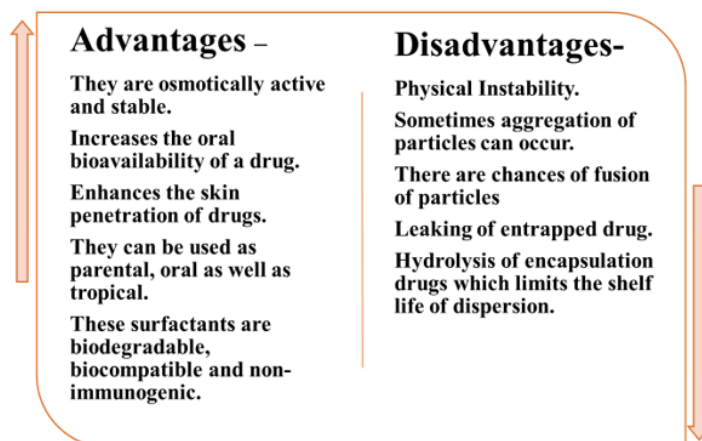 Advantages –
They are osmotically active
and stable.
Increases the oral
bioavailability of a drug.
Enhances the skin
penetration of drugs.
They can be used as
parental, oral as well as
tropical.
These surfactants are
biodegradable,
biocompatible and non-
immunogenic.
Disadvantages-
Physical Instability.
Sometimes aggregation of
particles can occur.
There are chances of fusion
of particles
Leaking of entrapped drug.
Hydrolysis of encapsulation
drugs which limits the shelf
life of dispersion.